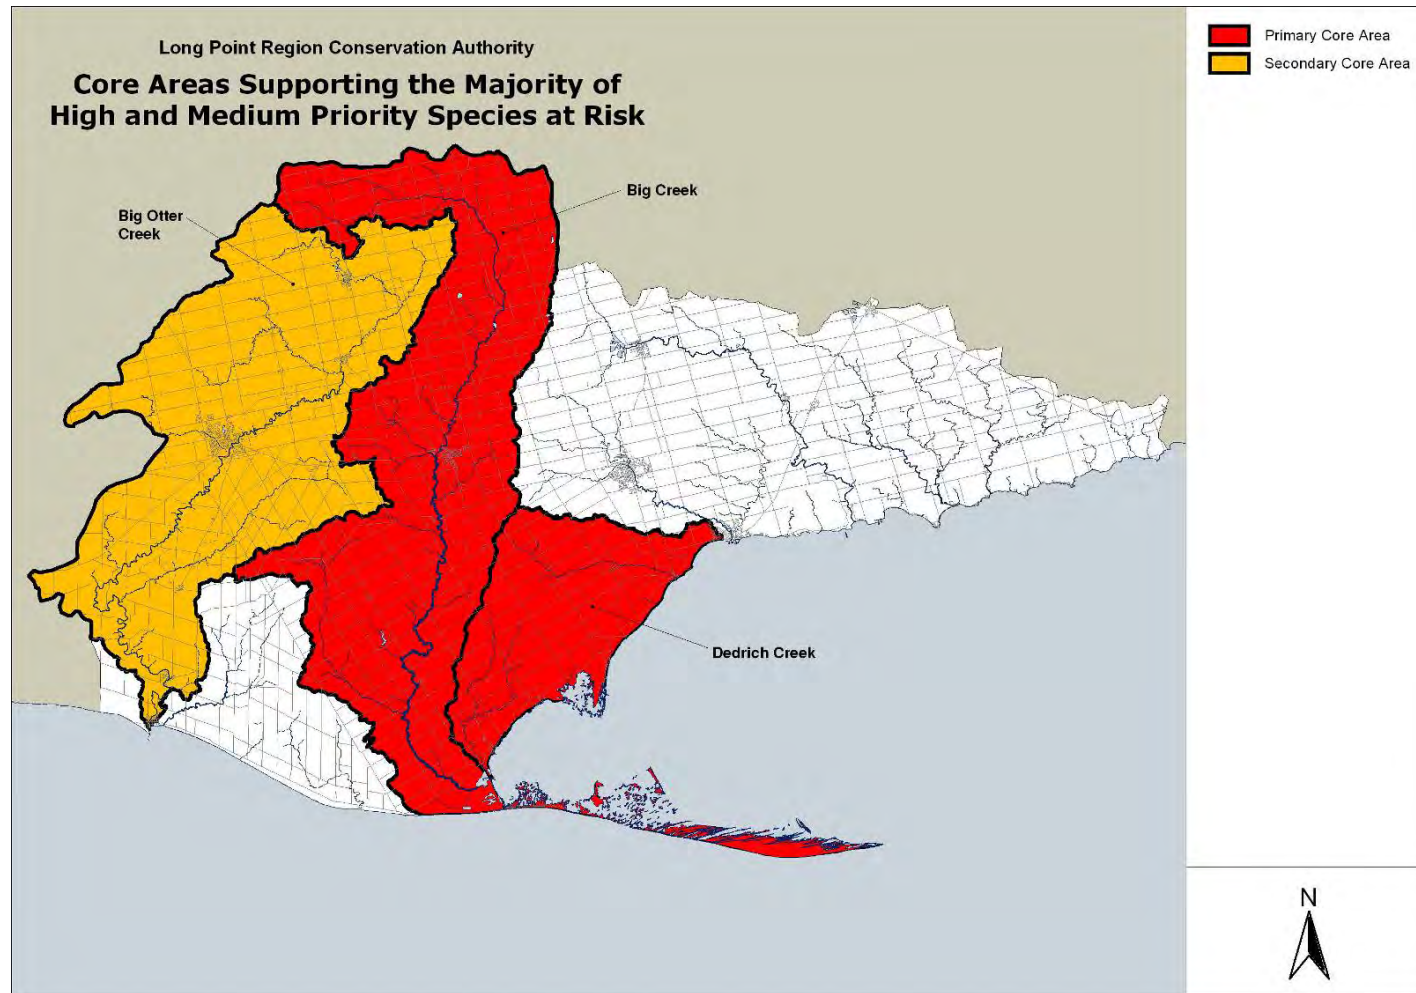 Long Point Region Conservation Authority
Core Areas Supporting the Majority of
High and Medium Priority Species at Risk
Primary Core Area
Secondary Core Area
Big Creek
Big Otter
Creek
Dedrich Creek
N